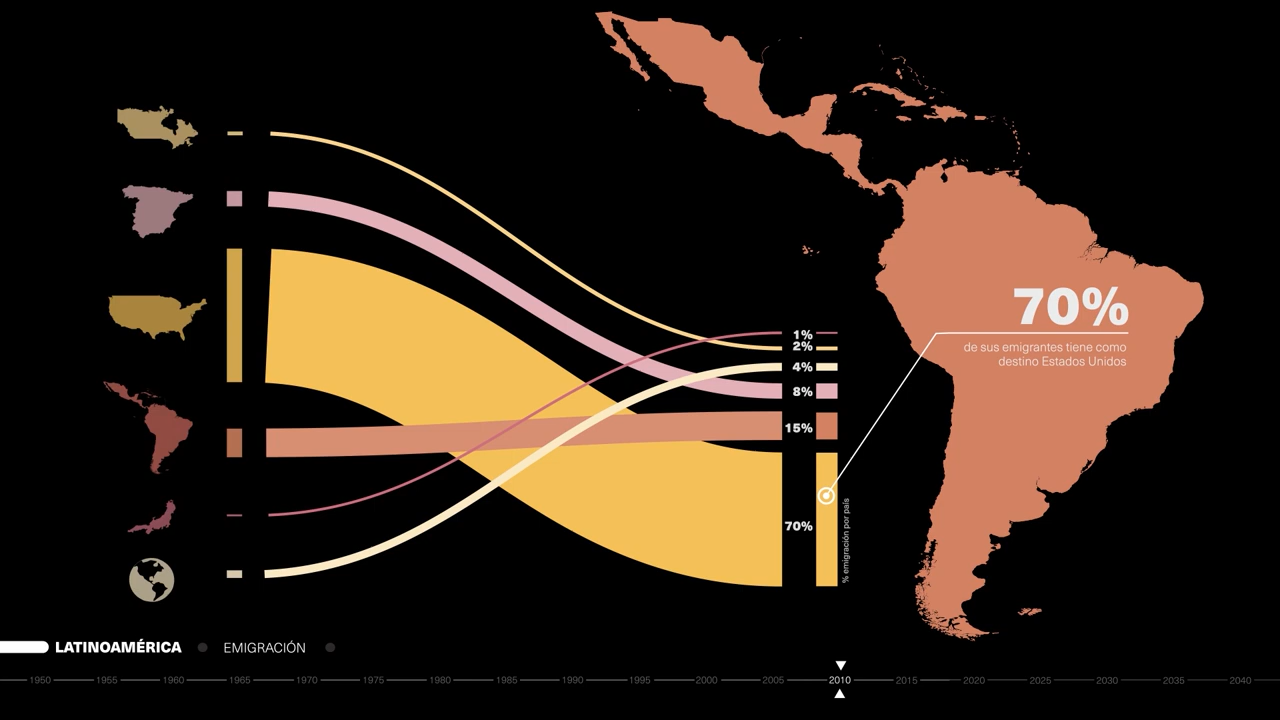 1%
2%
4%
8%
15%
70%
% emigración por país
70%
de sus emigrantes tiene como
destino Estados Unidos
LATINOAMÉRICA
EMIGRACIÓN
1950 1955 1960 1965 1970 1975 1980 1985 1990 1995 2000 2005 2010 2015 2020 2025 2030 2035 2040